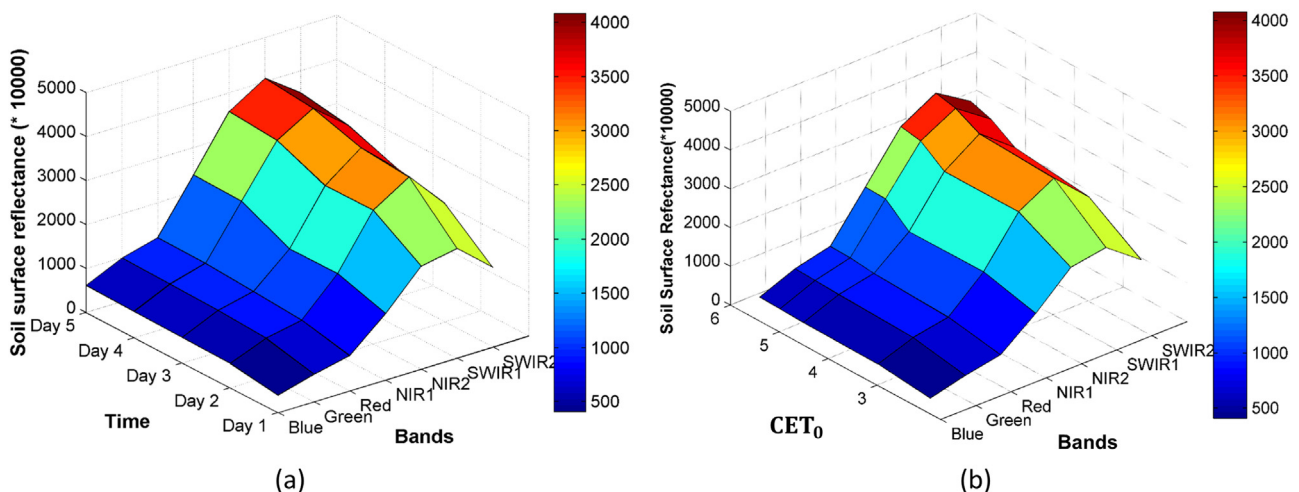 Soil surface reflectance (* 10000)
5000
4000
3000
2000
1000
0
Day 5
Day 4
Day 3
Day 2
Day 1
Time
Blue
Green
Red
NIR1
NIR2
SWIR1
SWIR2
Bands
4000
3500
3000
2500
2000
1500
1000
500
(a)
Soil Surface Refectance(*10000)
5000
4000
3000
2000
1000
0
6
5
4
3
CET₀
Blue
Green
Red
NIR1
NIR2
SWIR1
SWIR2
Bands
4000
3500
3000
2500
2000
1500
1000
500
(b)